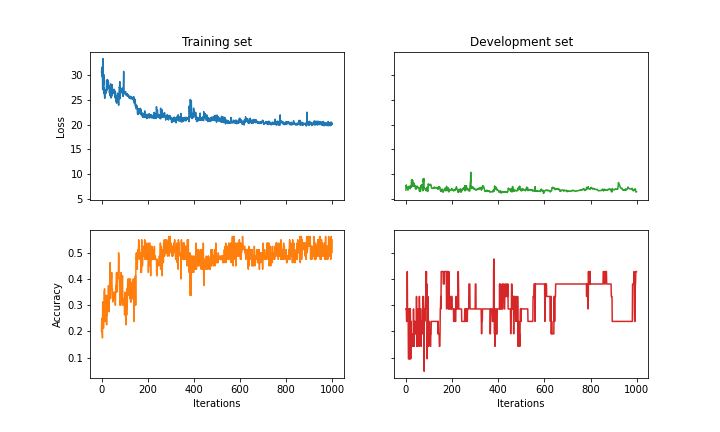 Training set
Development set
30
25
20
15
10
5
Loss
0.5
0.4
0.3
0.2
0.1
Accuracy
0 200 400 600 800 1000
0 200 400 600 800 1000
Iterations
Iterations